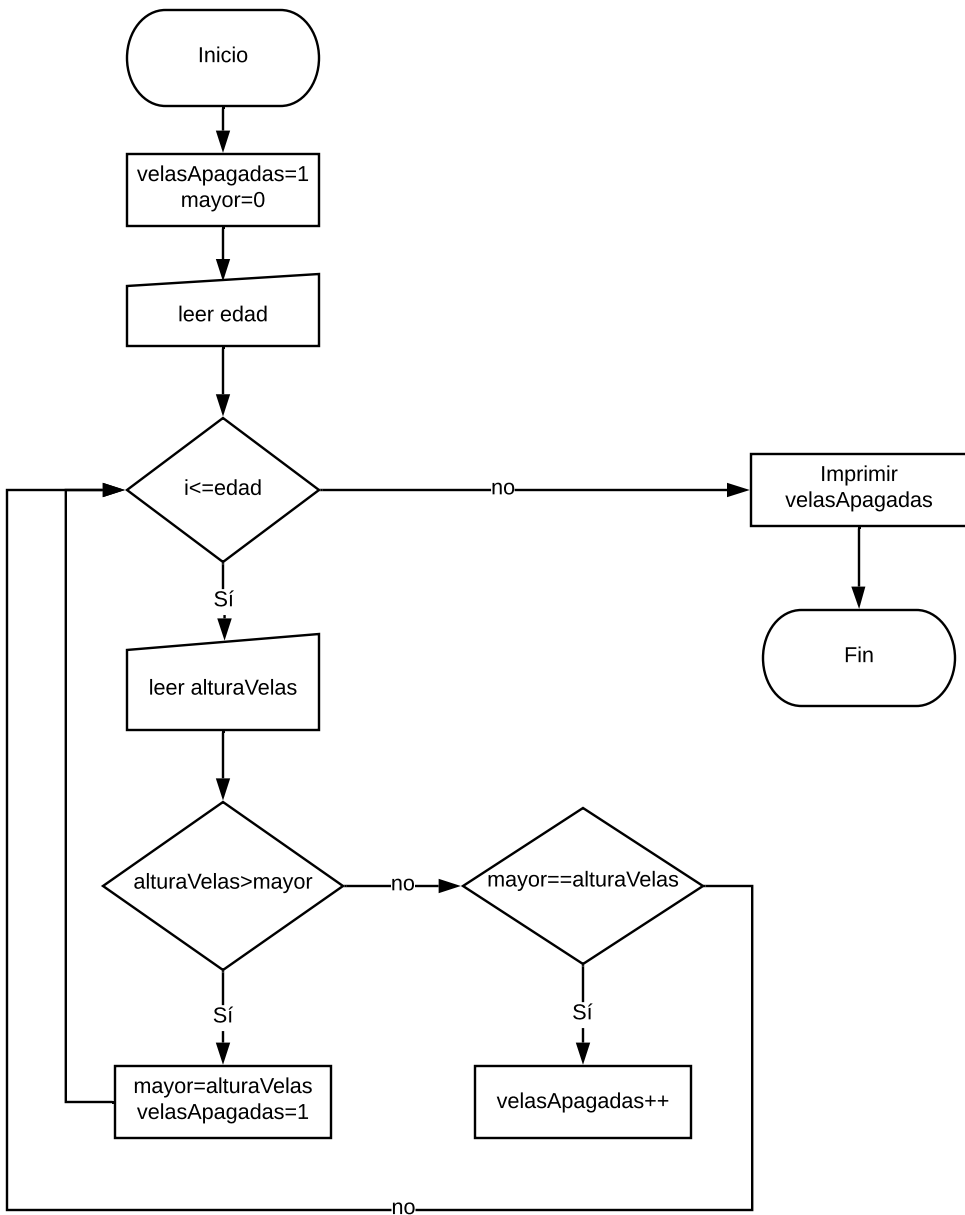 Inicio
velasApagadas=1
mayor=0
leer edad
i<=edad
no
Imprimir
velasApagadas
Sí
Fin
leer alturaVelas
alturaVelas>mayor
no
mayor==alturaVelas
Sí
Sí
mayor=alturaVelas
velasApagadas=1
velasApagadas++
no